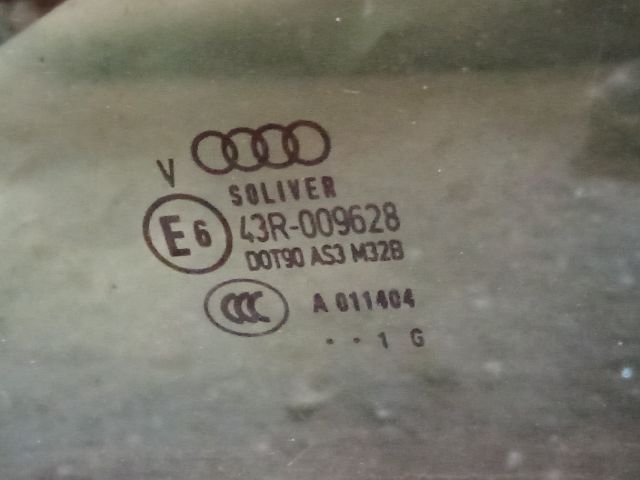 V
SOLIVER
E6 43R-009628
DOT90 AS3 M32B
CCC A 011404
. . 1 G